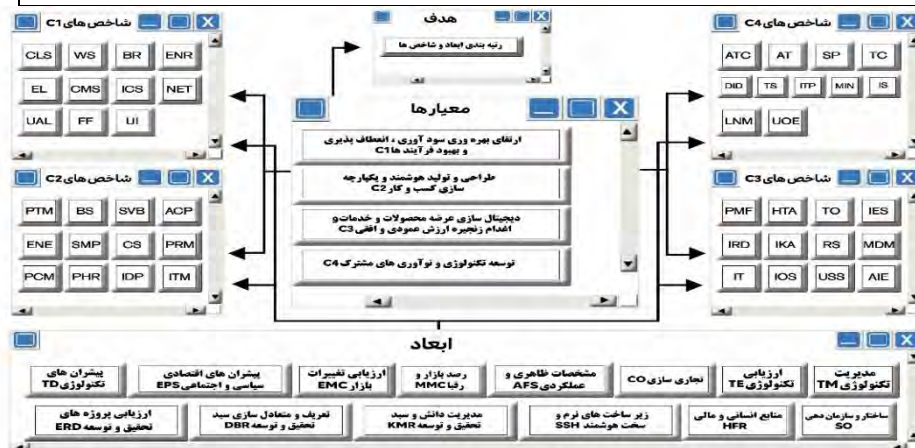 هدف
رتبه بندی ابعاد و شاخص ها
شاخص های C1
CLS WS BR ENR
EL CMS ICS NET
UAL FF UI
شاخص های C4
ATC AT SP TC
DID TS ITP MIN IS
LNM UOE
معیارها
ارتقای بهره وری سود آوری ، انعطاف پذیری
و بهبود فرآیند ها C1
طراحی و تولید هوشمند و یکپارچه
سازی کسب و کار C2
دیجیتال سازی عرضه محصولات و خدمات و
اغدام زنجیره ارزش عمودی و افقی C3
توسعه تکنولوژی و نوآوری های مشترک C4
شاخص های C2
PTM BS SVB ACP
ENE SMP CS PRM
PCM PHR IDP ITM
شاخص های C3
PMF HTA TO IES
IRD IKA RS MDM
IT IOS USS AIE
ابعاد
مدیریت
تکنولوژی TM
ارزیابی
تکنولوژی TE
تجاری سازی CO
مشخصات ظاهری و
عملکردی AFS
رصد بازار و
رقبا MMC
ارزیابی تغییرات
بازار EMC
پیشران های اقتصادی
سیاسی و اجتماعی EPS
پیشران های
تکنولوژی TD
ساختار و سازمان دهی
SO
منابع انسانی و مالی
HFR
زیر ساخت های نرم و
سخت هوشمند SSH
مدیریت دانش و سبد
تحقیق و توسعه KMR
تعریف و متعادل سازی سبد
تحقیق و توسعه DBR
ارزیابی پروژه های
تحقیق و توسعه ERD